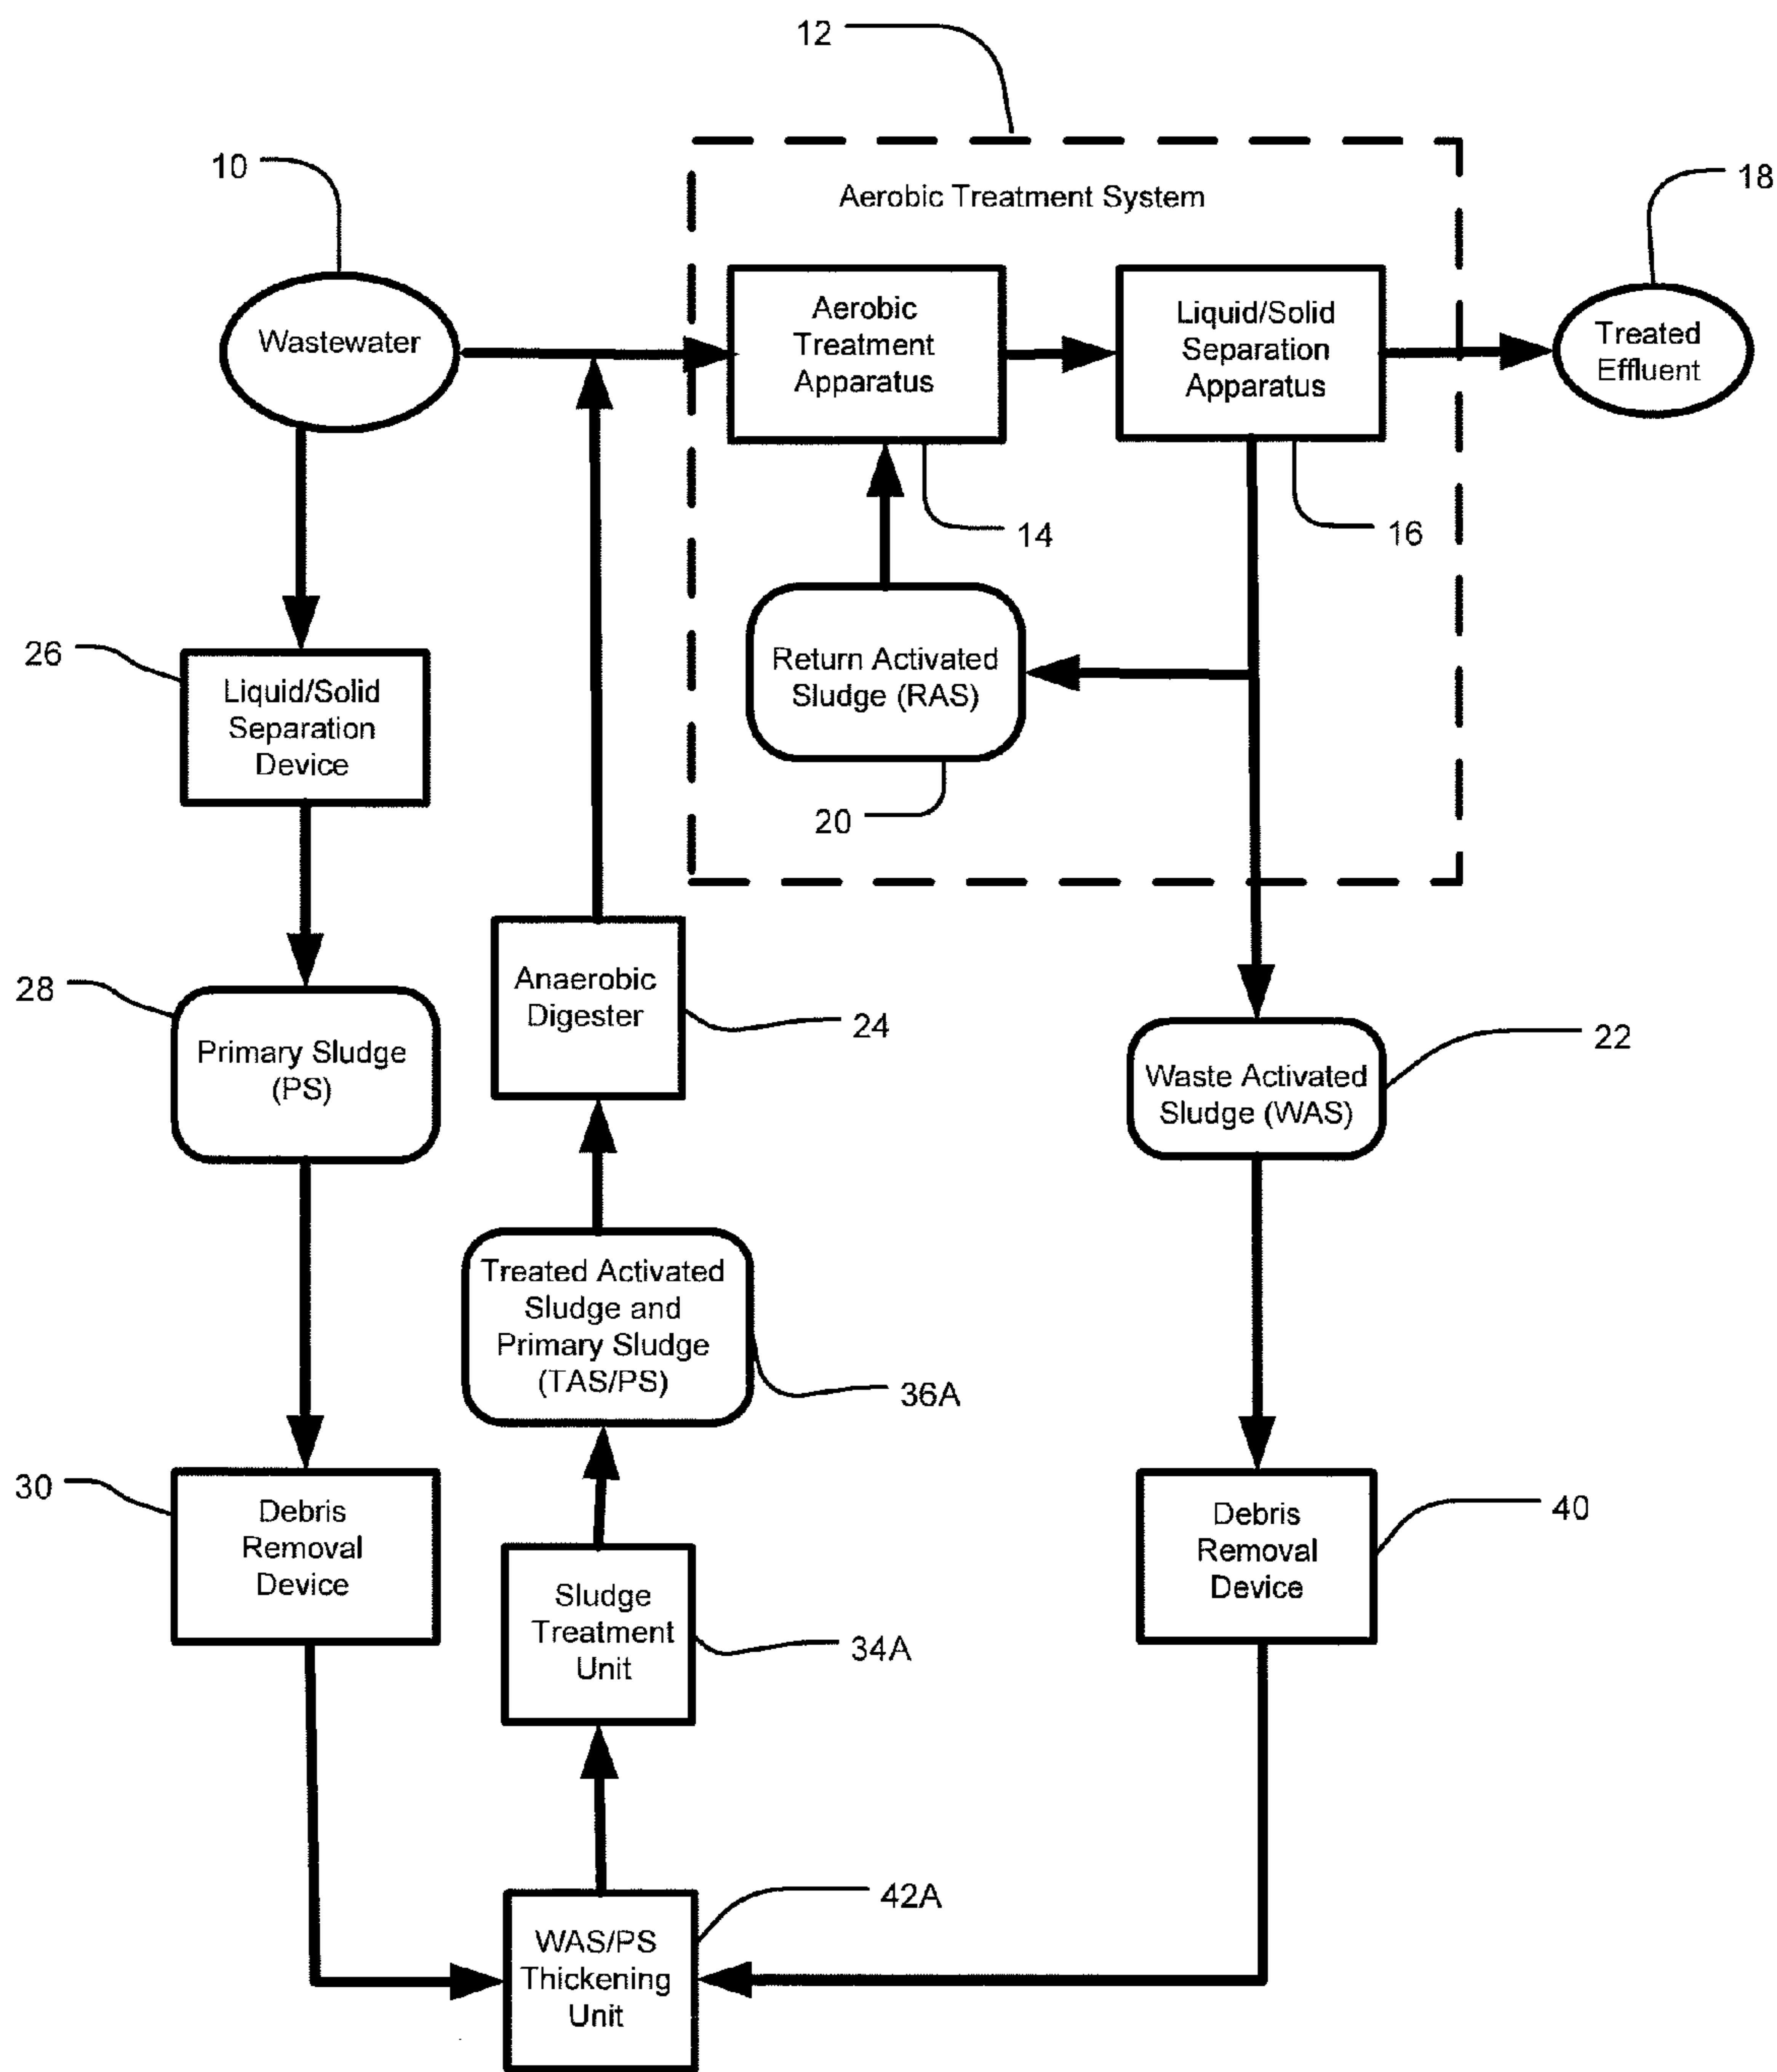 12
10
18
Aerobic Treatment System
Wastewater
Aerobic
Treatment
Apparatus
Liquid/Solid
Separation
Apparatus
Treated
Effluent
14
16
26
Liquid/Solid
Separation
Device
Return Activated
Sludge (RAS)
20
28
Primary Sludge
(PS)
Anaerobic
Digester
24
22
Waste Activated
Sludge (WAS)
Treated Activated
Sludge and
Primary Sludge
(TAS/PS)
36A
30
Debris
Removal
Device
40
Debris
Removal
Device
Sludge
Treatment
Unit
34A
42A
WAS/PS
Thickening
Unit